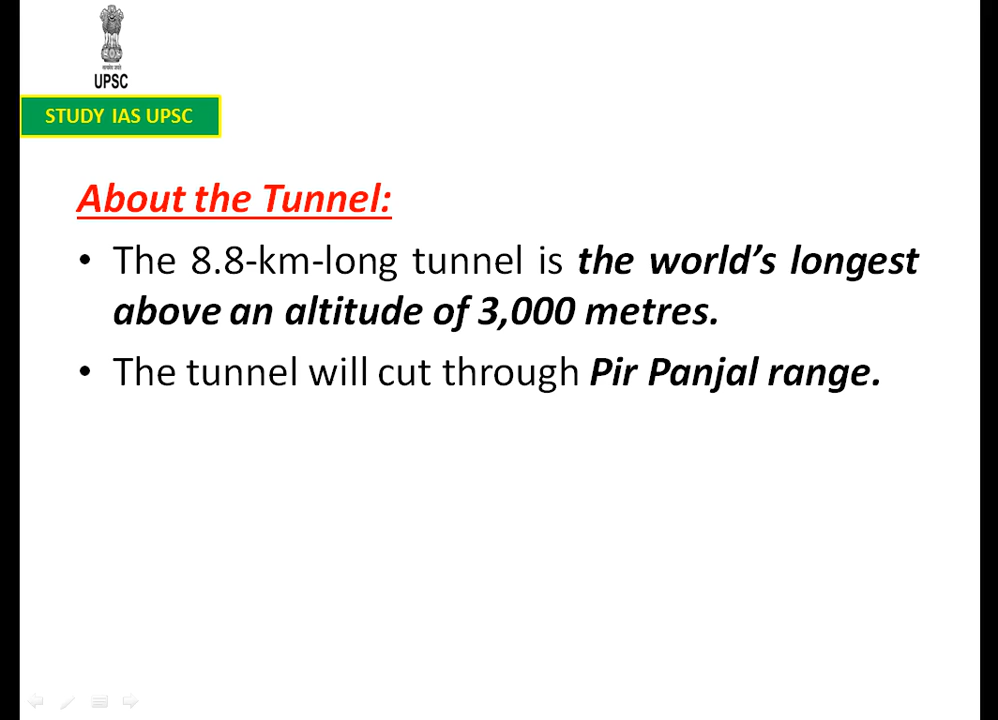 UPSC
STUDY IAS UPSC
About the Tunnel:
• The 8.8-km-long tunnel is the world’s longest
above an altitude of 3,000 metres.
• The tunnel will cut through Pir Panjal range.